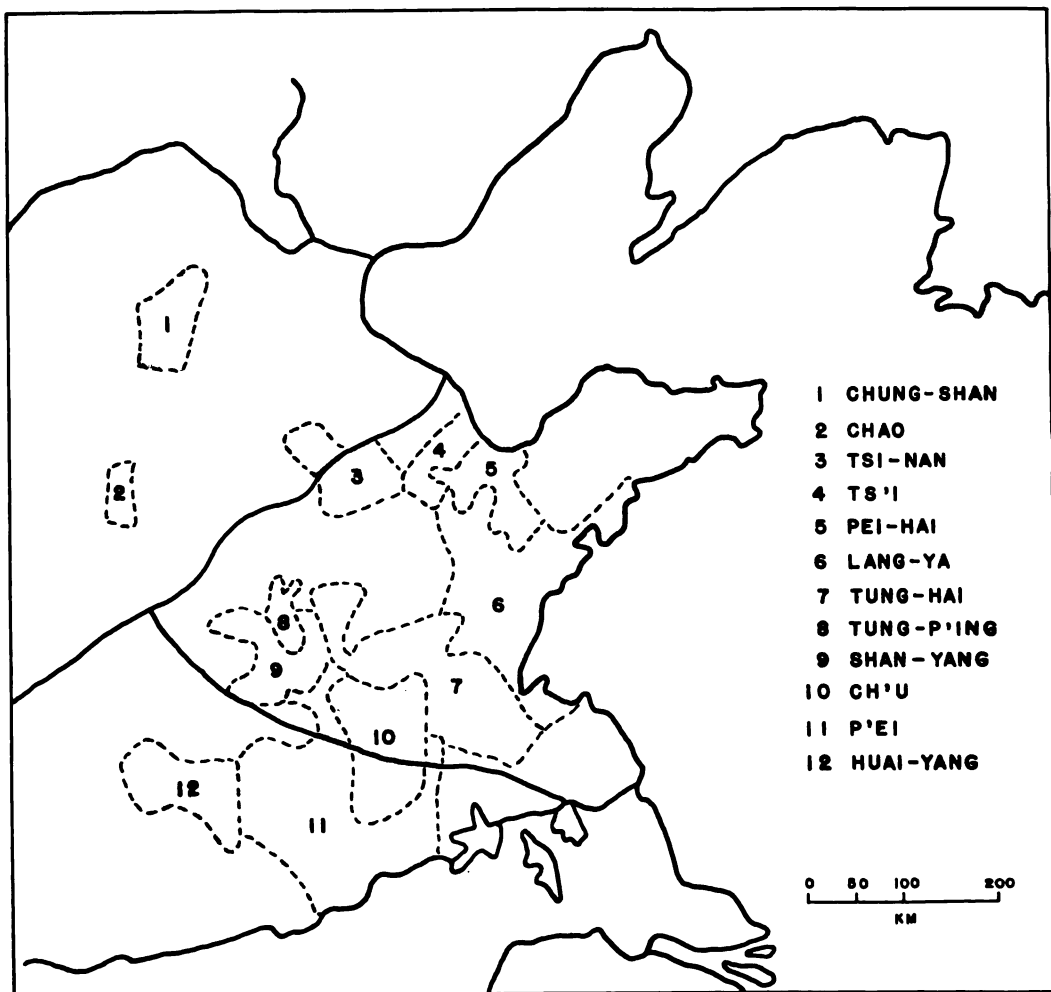 1
2
3
4
5
6
7
8
9
10
11
12
1 CHUNG-SHAN
2 CHAO
3 TSI-NAN
4 TS'I
5 PEI-HAI
6 LANG-YA
7 TUNG-HAI
8 TUNG-P'ING
9 SHAN-YANG
10 CH'U
11 P'EI
12 HUAI-YANG
0 50 100 200
KM